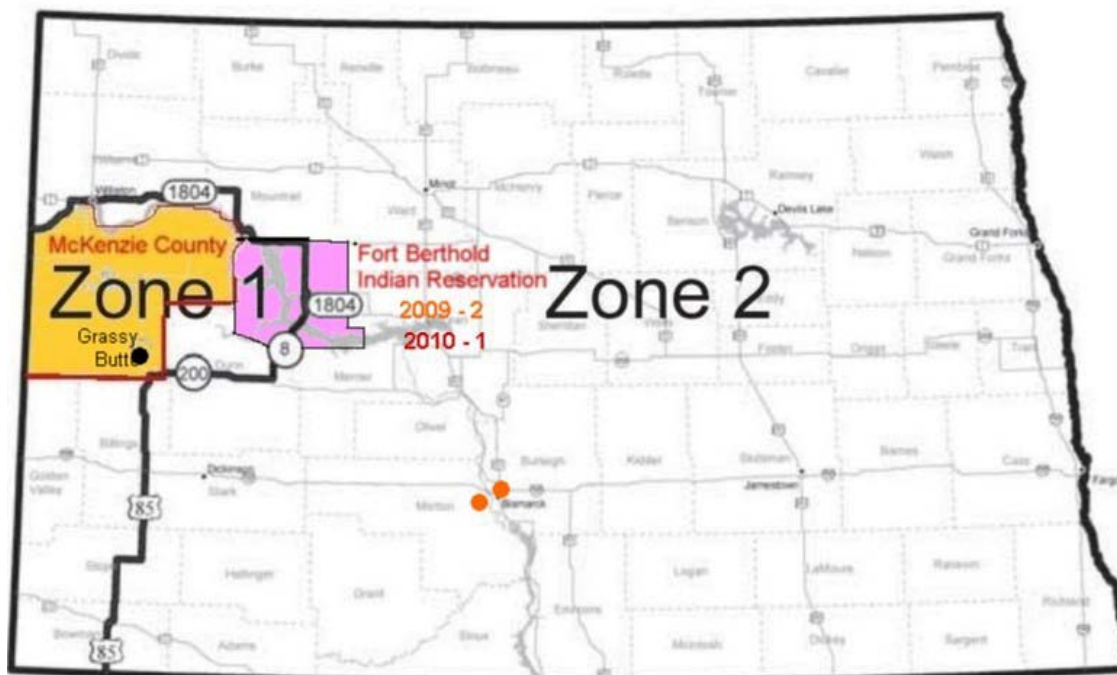 Divide
Burke
Renville
Bottineau
Rolette
Towner
Cavalier
Pembina
Walsh
Ramsey
Williston
1804
Mountrail
Minot
McHenry
Pierce
Ward
Benson
Devils Lake
Grand Forks
Nelson
Grand Forks
McKenzie County
Fort Berthold
Indian Reservation
Zone 1
Zone 2
1804
2009 - 2
2010 - 1
Eddy
Sheridan
Wells
Foster
Griggs
Steele
Traill
Grassy
Butte
8
200
Dunn
Mercer
Oliver
Billings
Golden
Valley
Dickinson
Stark
Morton
Burleigh
Bismarck
Kidder
Stutsman
Jamestown
Barnes
Cass
Fargo
85
Slope
Hettinger
Grant
Sioux
Emmons
Logan
LaMoure
Ransom
Richland
Bowman
85
Adams
McIntosh
Dickey
Sargent